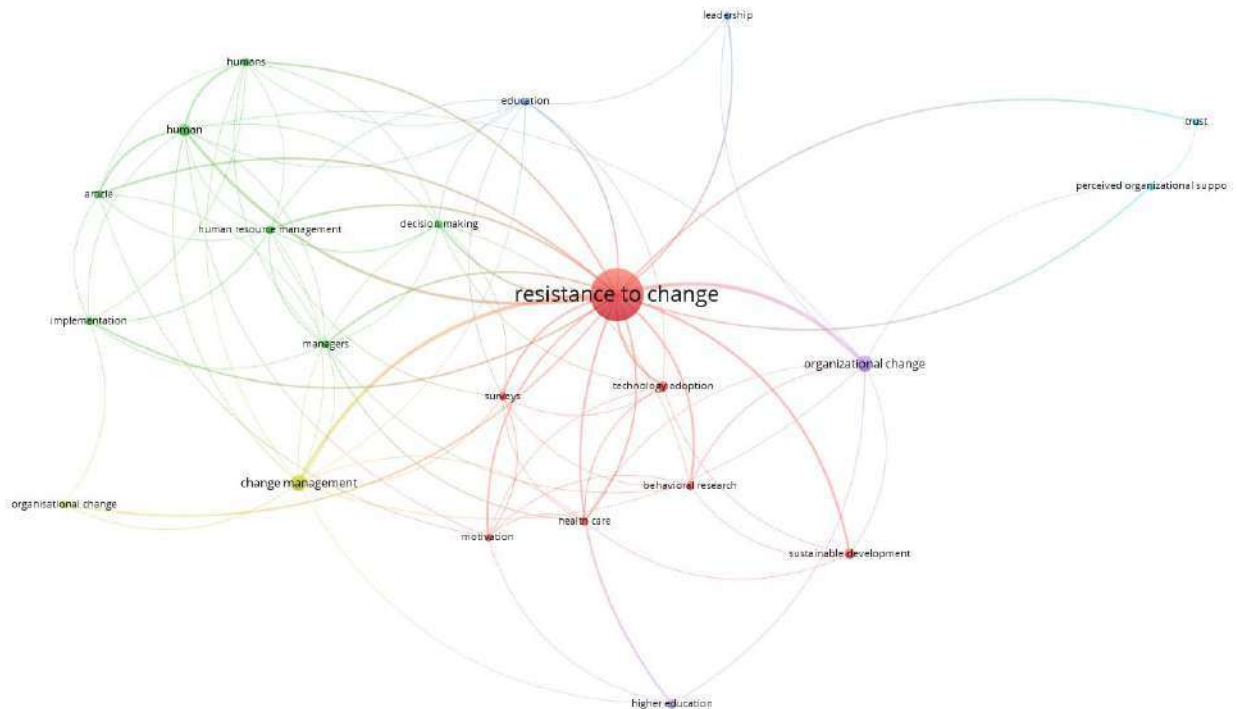 leadership
humans
education
trust
human
perceived organizational suppo
article
human resource management
decision making
resistance to change
implementation
managers
organizational change
technology adoption
surveys
change management
behavioral research
organisational change
health care
motivation
sustainable development
higher education